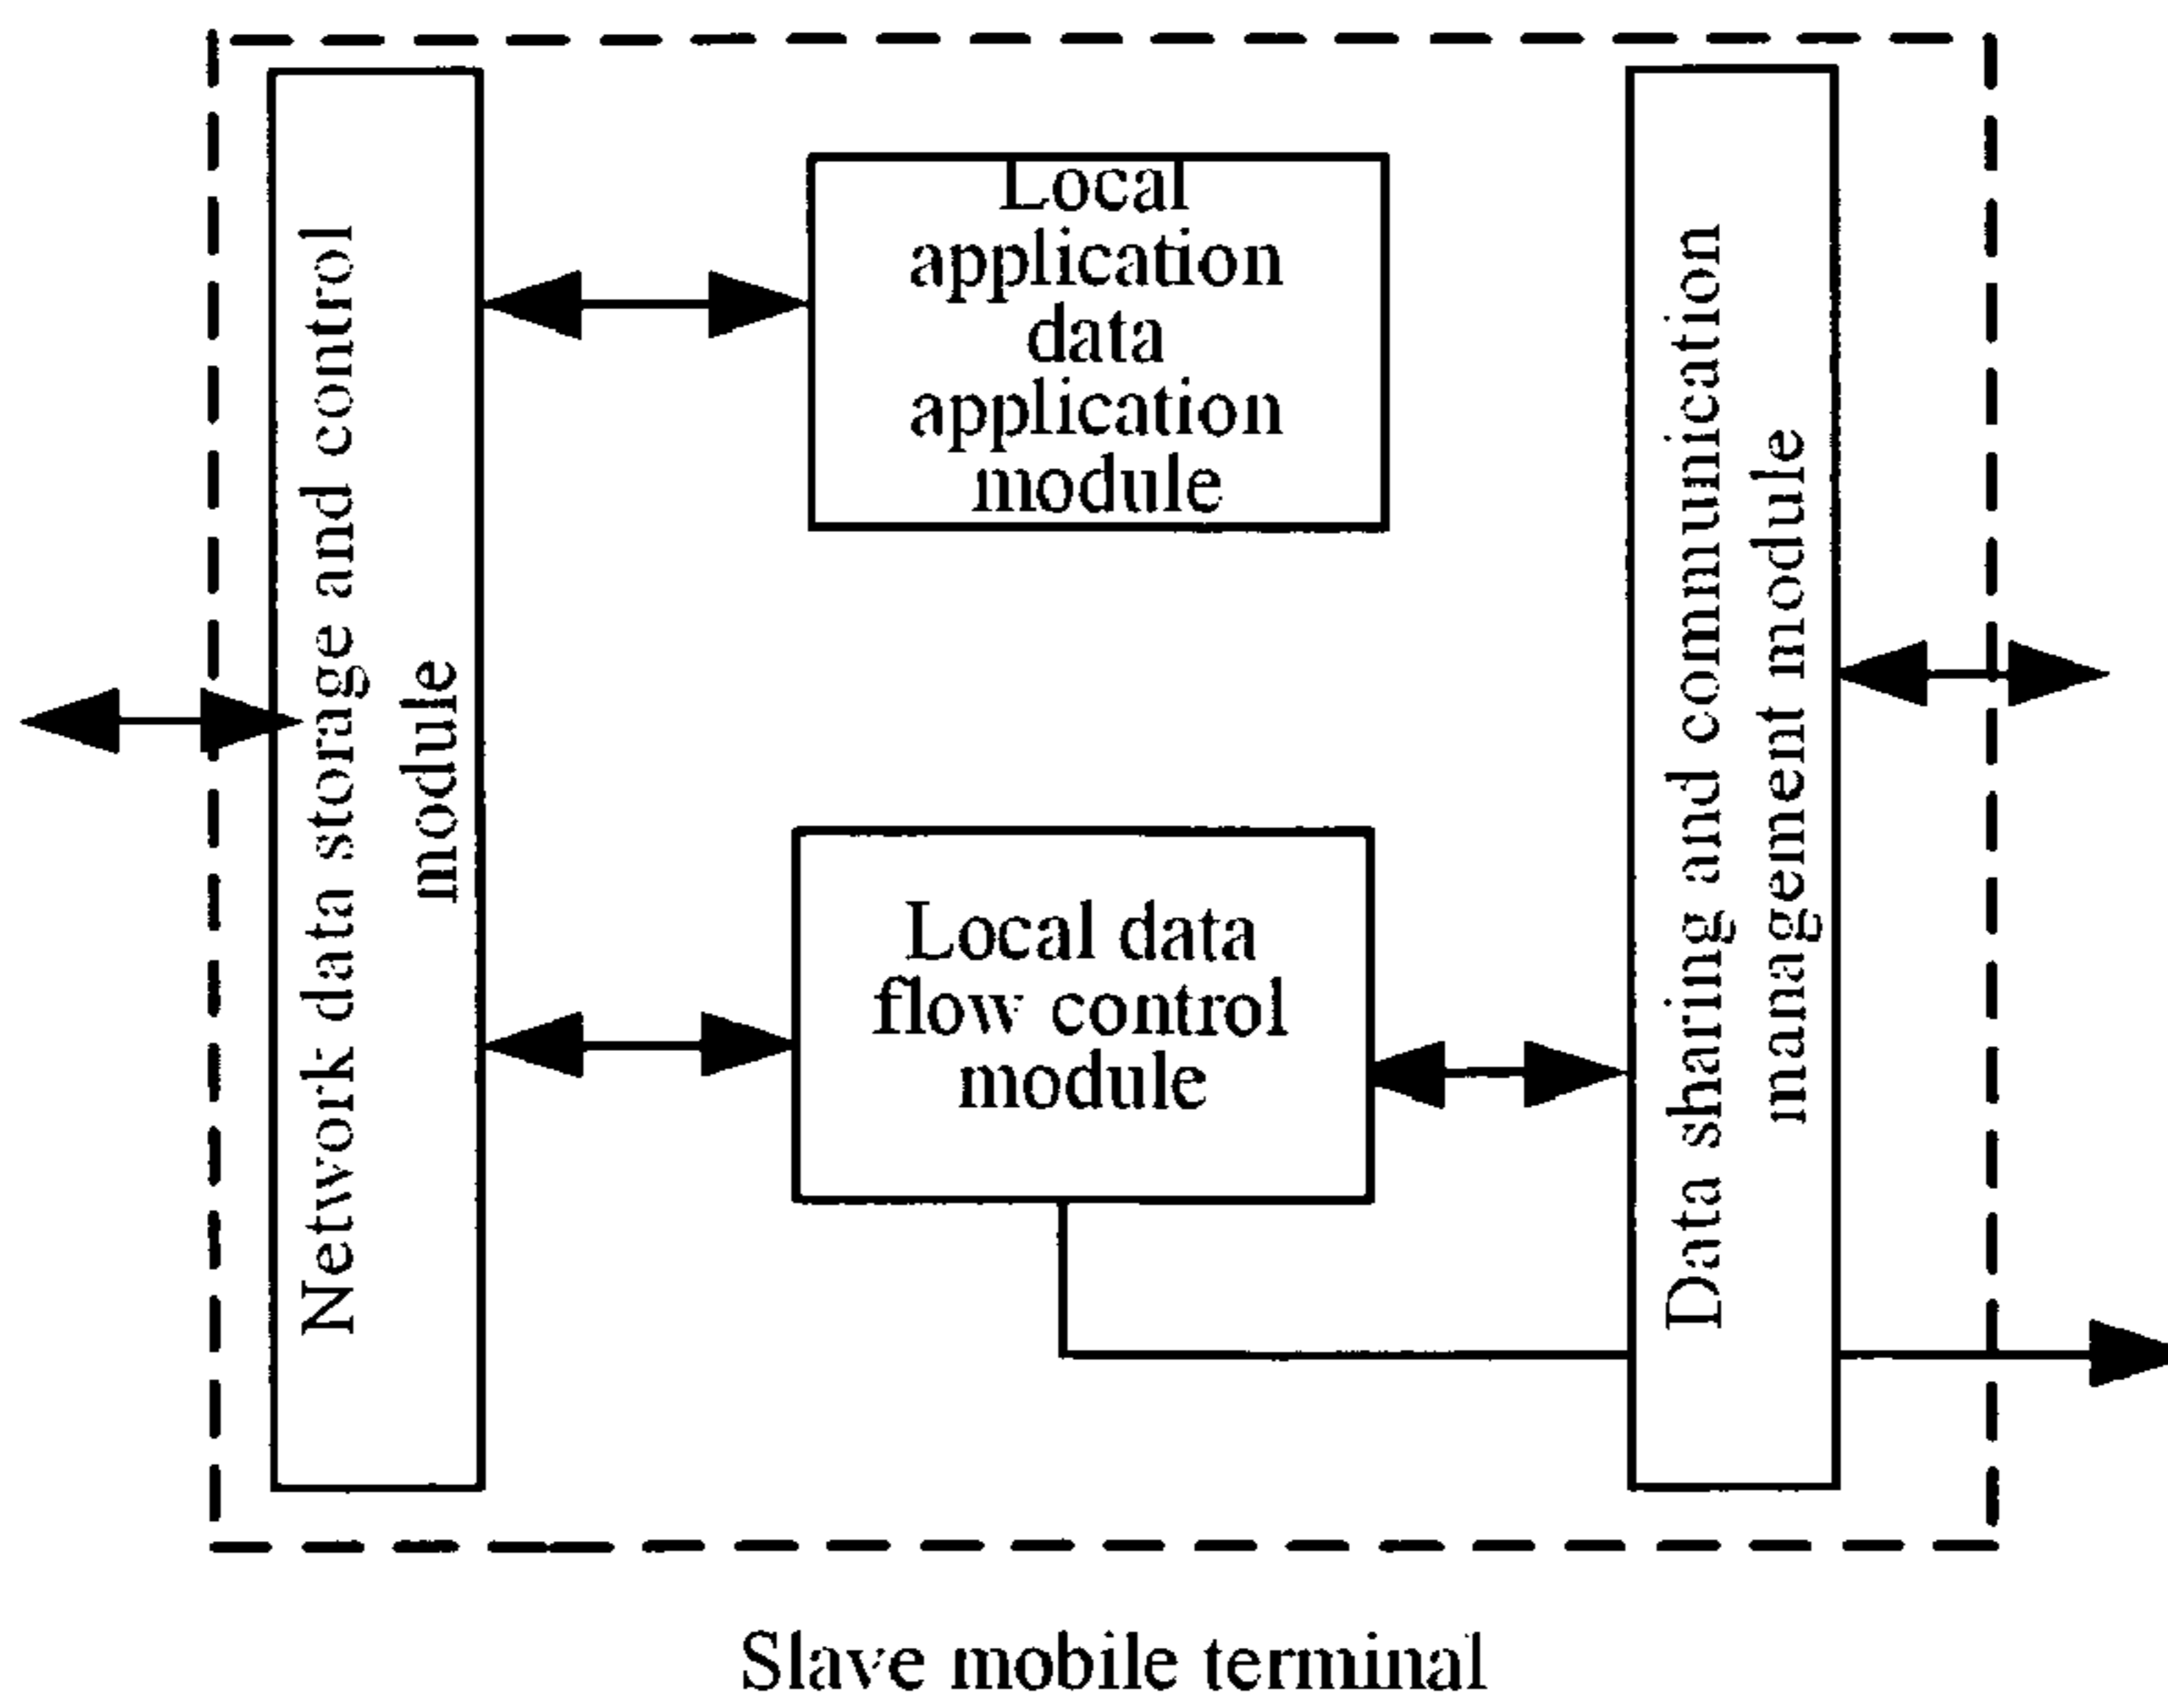 Network data storage and control
module
Local
application
data
application
module
Local data
flow control
module
Data sharing and communication
management module
Slave mobile terminal